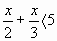 x/2 + x/3 ⟨5